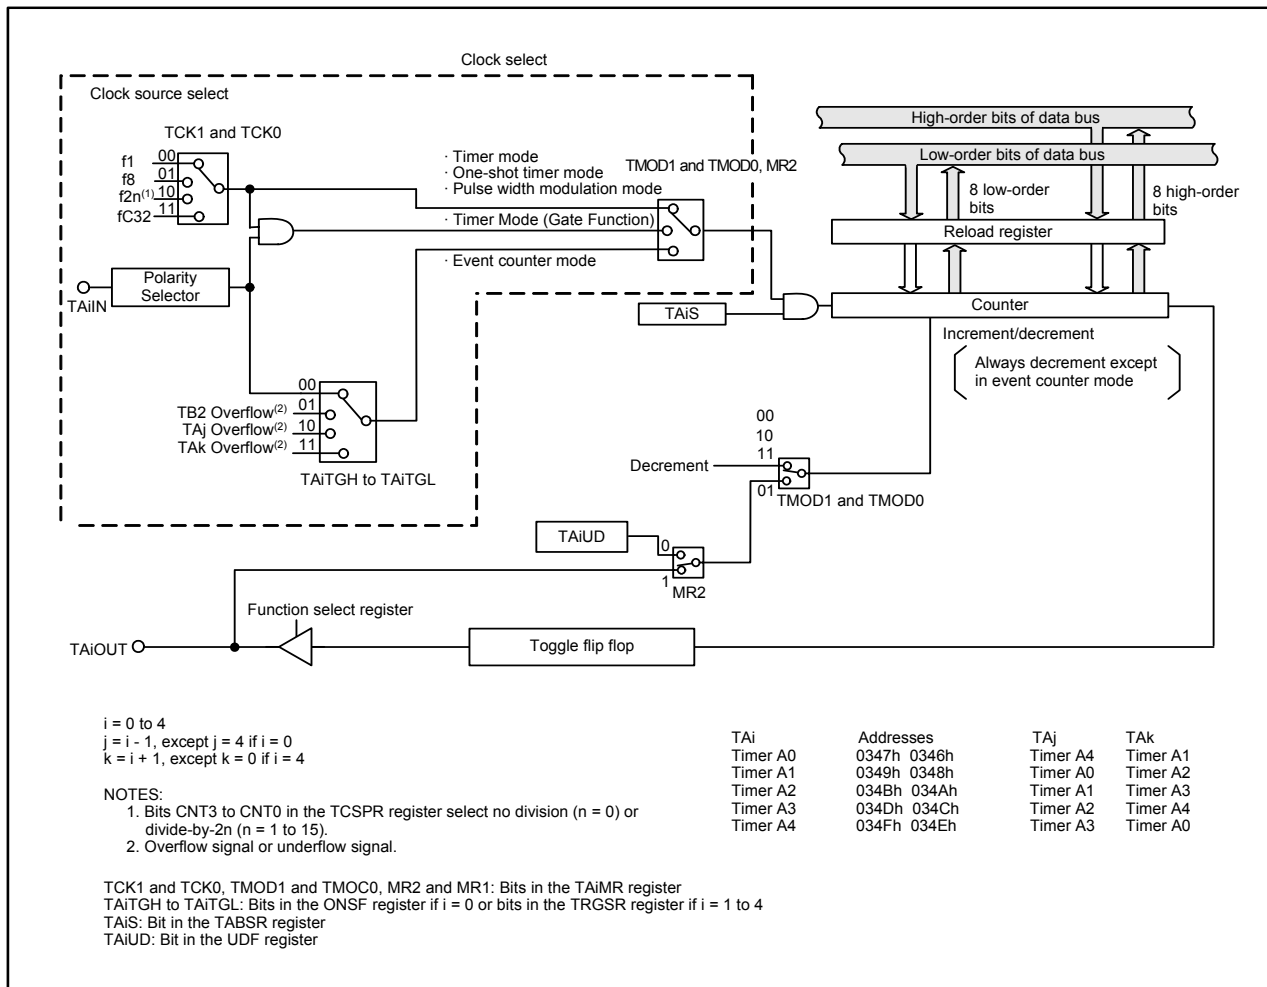 Clock select
Clock source select
TCK1 and TCK0
f1
00
f8
01
f2n(1)
10
fC32
11
· Timer mode
· One-shot timer mode
· Pulse width modulation mode
TMOD1 and TMOD0, MR2
· Timer Mode (Gate Function)
· Event counter mode
TAiIN
Polarity
Selector
00
TB2 Overflow(2)
01
TAj Overflow(2)
10
TAk Overflow(2)
11
TAiTGH to TAiTGL
High-order bits of data bus
Low-order bits of data bus
8 low-order
bits
8 high-order
bits
Reload register
TAiS
Counter
Increment/decrement
Always decrement except
in event counter mode
00
10
11
Decrement
01
TMOD1 and TMOD0
TAiUD
0
1
MR2
Function select register
TAiOUT
Toggle flip flop
i = 0 to 4
j = i - 1, except j = 4 if i = 0
k = i + 1, except k = 0 if i = 4
NOTES:
1. Bits CNT3 to CNT0 in the TCSPR register select no division (n = 0) or
divide-by-2n (n = 1 to 15).
2. Overflow signal or underflow signal.
TAi Addresses TAj TAk
Timer A0 0347h 0346h Timer A4 Timer A1
Timer A1 0349h 0348h Timer A0 Timer A2
Timer A2 034Bh 034Ah Timer A1 Timer A3
Timer A3 034Dh 034Ch Timer A2 Timer A4
Timer A4 034Fh 034Eh Timer A3 Timer A0
TCK1 and TCK0, TMOD1 and TMOC0, MR2 and MR1: Bits in the TAiMR register
TAiTGH to TAiTGL: Bits in the ONSF register if i = 0 or bits in the TRGSR register if i = 1 to 4
TAiS: Bit in the TABSR register
TAiUD: Bit in the UDF register